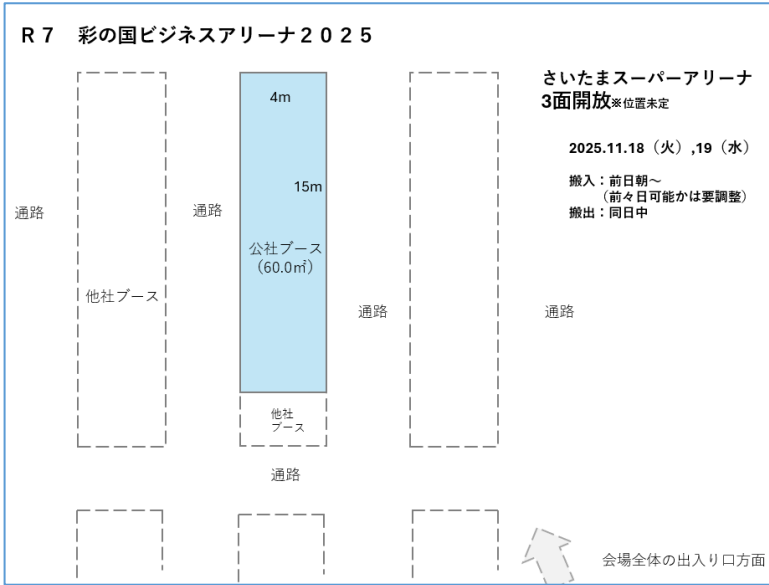 Ｒ７　彩の国ビジネスアリーナ２０２５
さいたまスーパーアリーナ
3面開放※位置未定
2025.11.18（火）,19（水）
搬入：前日朝～
（前々日可能かは要調整）
搬出：同日中
4m
15m
通路
通路
公社ブース
（60.0㎡）
他社ブース
通路
通路
他社
ブース
通路
会場全体の出入り口方面